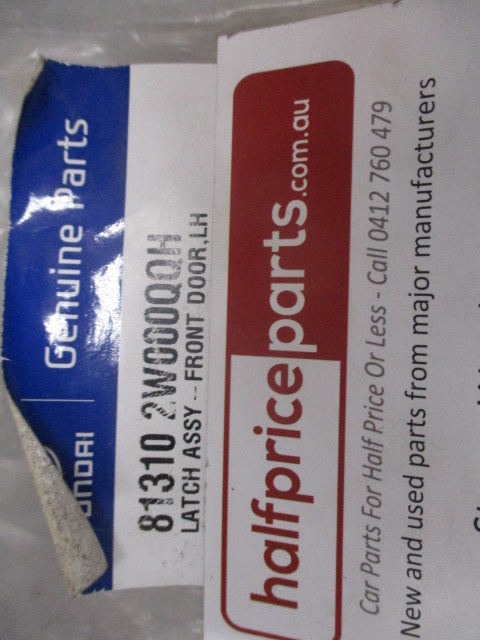 Genuine Parts
81310 2W000QQH
LATCH ASSY -- FRONT DOOR,LH
halfpriceparts.com.au
Car Parts For Half Price Or Less - Call 0412 760 479
New and used parts from major manufacturers